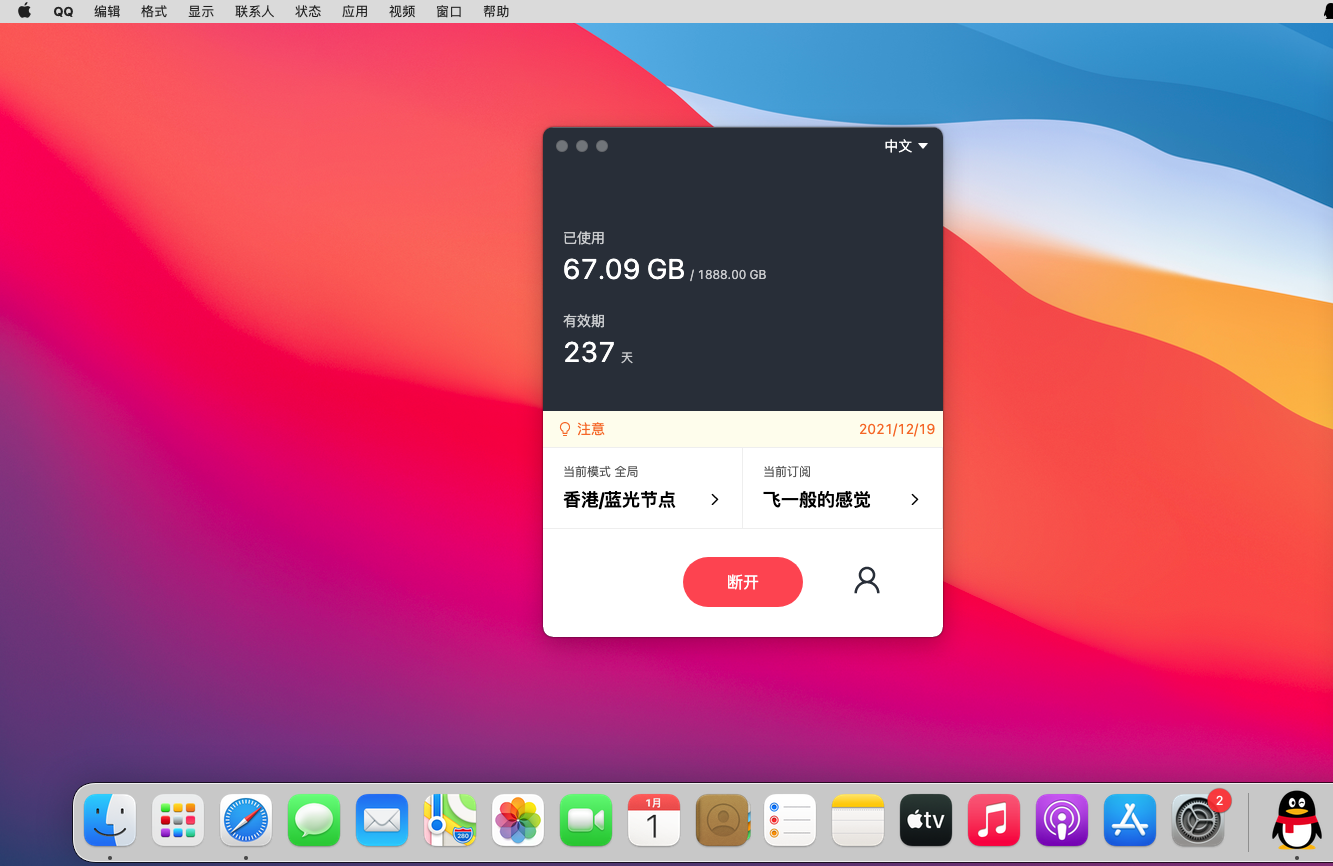 QQ 编辑 格式 显示 联系人 状态 应用 视频 窗口 帮助
中文
已使用
67.09 GB / 1888.00 GB
有效期
237 天
注意 2021/12/19
当前模式 全局
香港/蓝光节点
当前订阅
飞一般的感觉
断开
280
1月
1
tv
2